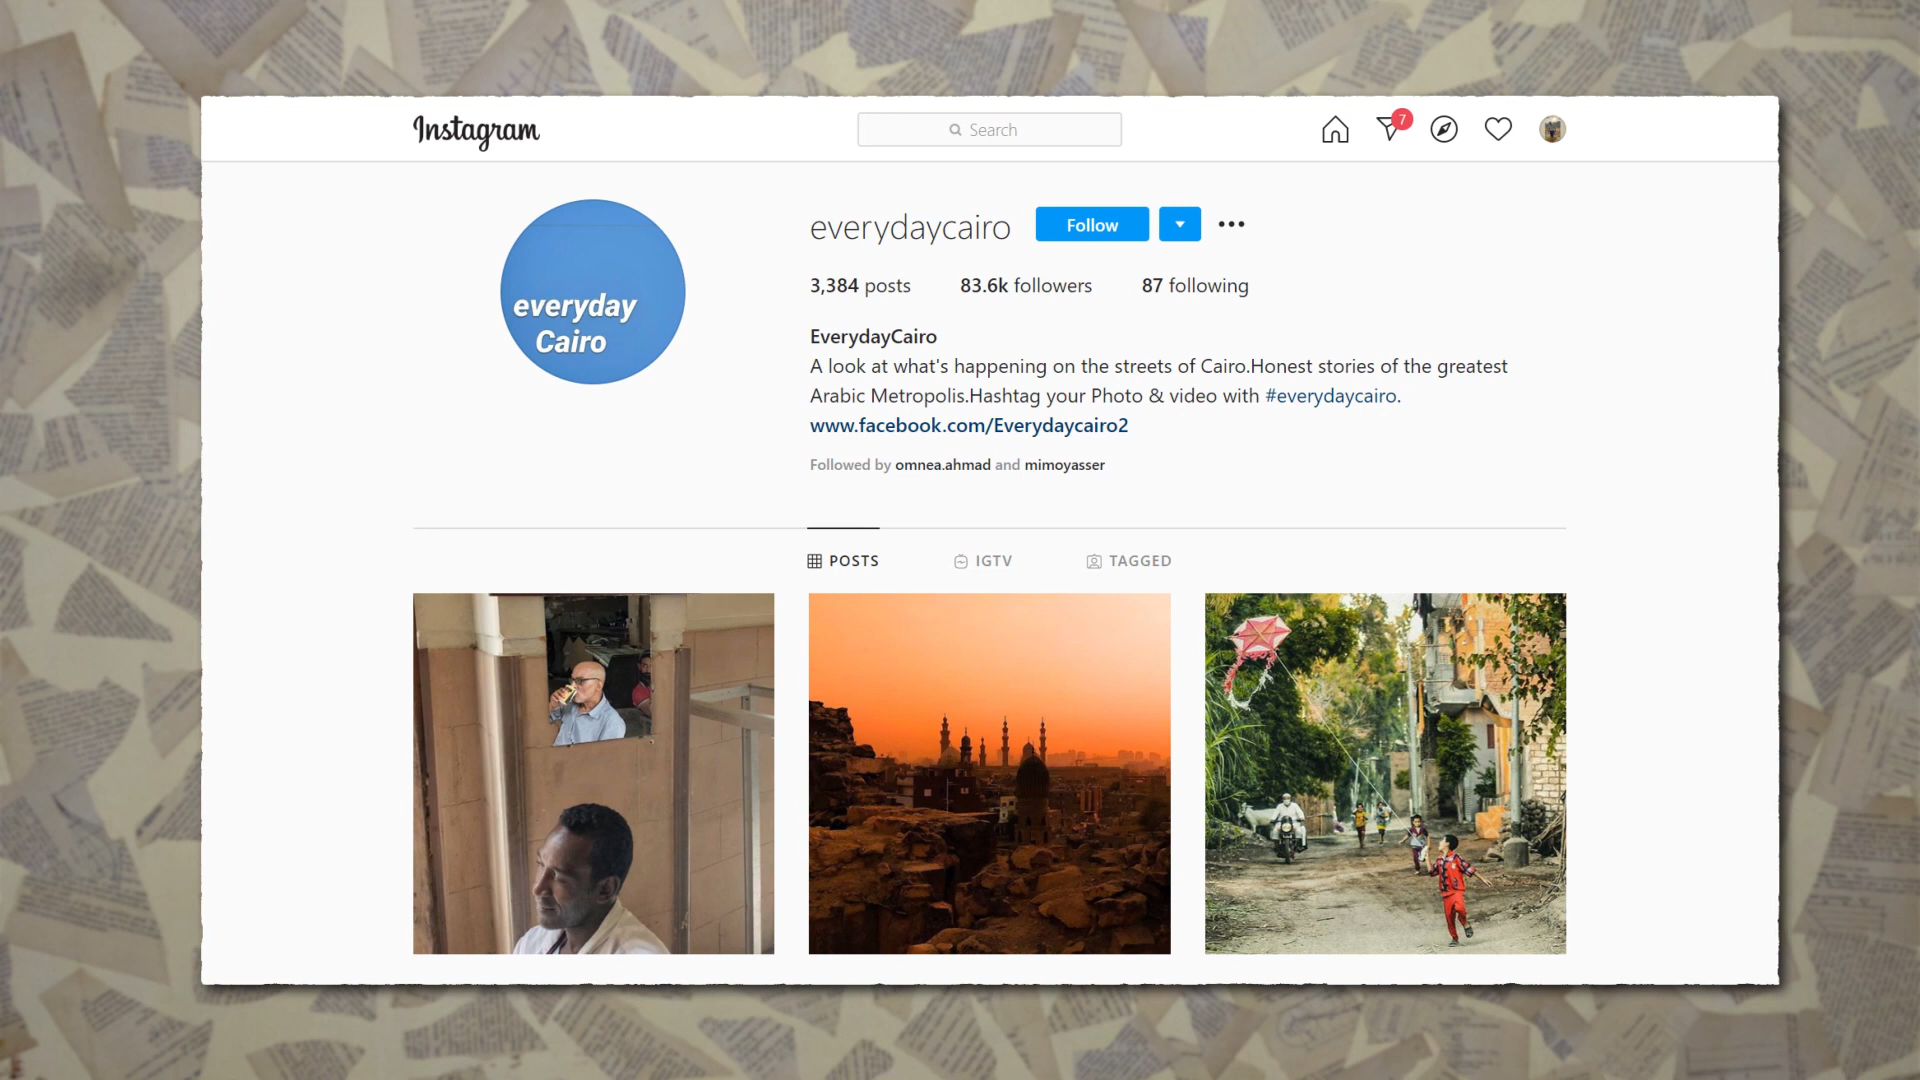 Instagram
Search
7
everydaycairo
Follow
3,384 posts 83.6k followers 87 following
everyday
Cairo
EverydayCairo
A look at what's happening on the streets of Cairo.Honest stories of the greatest
Arabic Metropolis.Hashtag your Photo & video with #everydaycairo.
www.facebook.com/Everydaycairo2
Followed by omnea.ahmad and mimoyasser
POSTS
IGTV
TAGGED